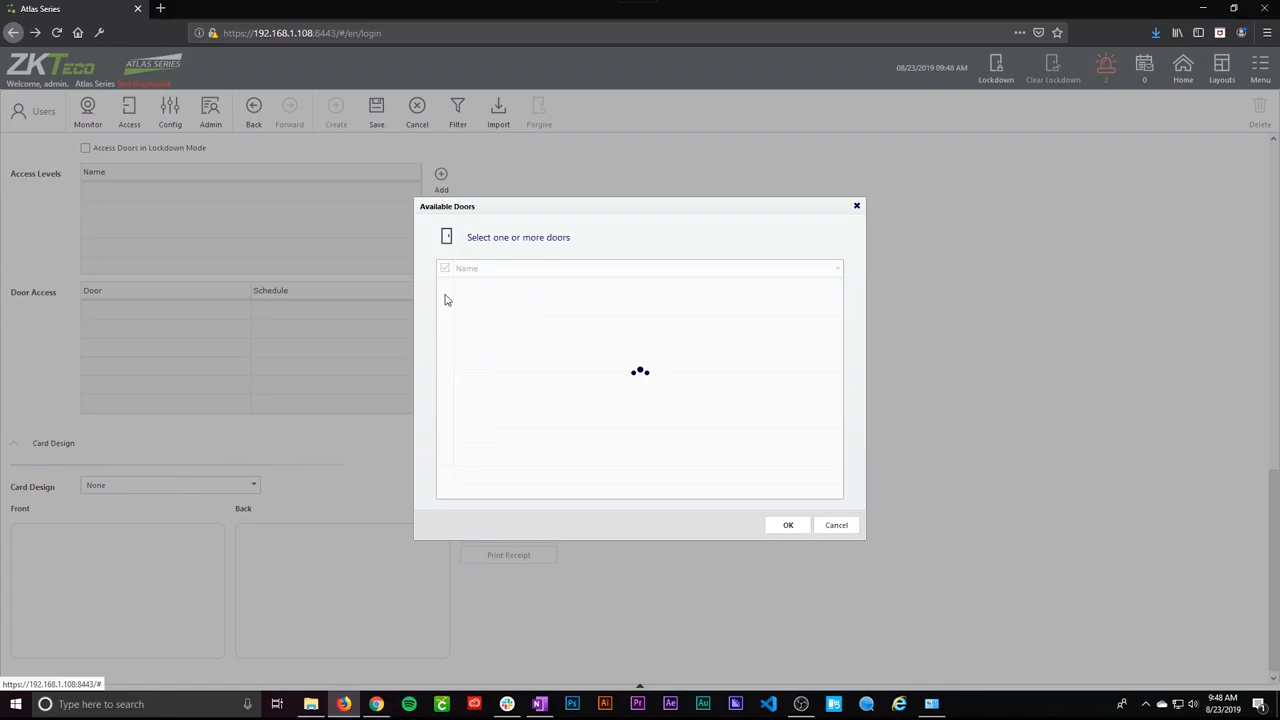 Atlas Series
https://192.168.1.108:8443/#/en/login
ZKTeco
ATLAS SERIES
Welcome, admin. Atlas Series
08/23/2019 09:48 AM
Lockdown
Clear Lockdown
2
0
Home
Layouts
Menu
Users
Monitor
Access
Config
Admin
Back
Forward
Create
Save
Cancel
Filter
Import
Forgive
Delete
Access Doors in Lockdown Mode
Access Levels
Name
Add
Available Doors
Select one or more doors
Name
Door Access
Door
Schedule
Card Design
Card Design
None
Front
Back
OK
Cancel
Print Receipt
https://192.168.1.108:8443/#
Type here to search
9:48 AM
8/23/2019